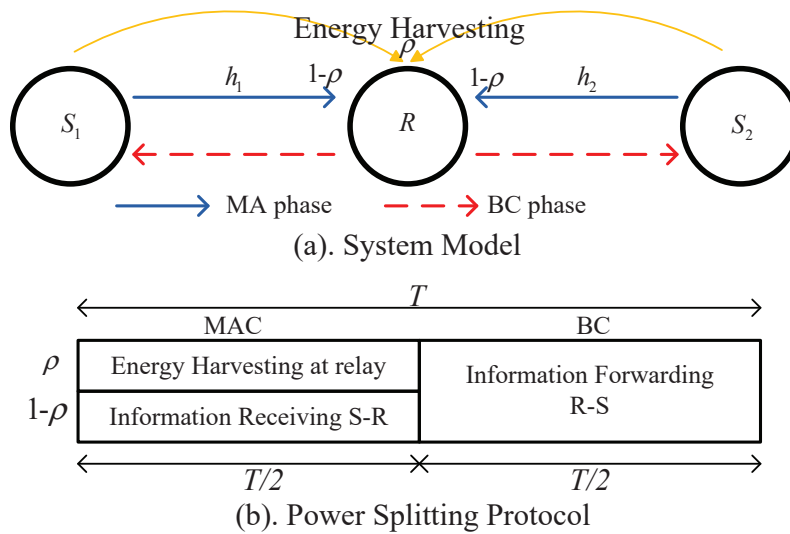 Energy Harvesting
ρ
1-ρ 1-ρ
h₁ h₂
S₁ R S₂
MA phase BC phase
(a). System Model
T
MAC BC
ρ Energy Harvesting at relay
1-ρ Information Receiving S-R
Information Forwarding
R-S
T/2 T/2
(b). Power Splitting Protocol